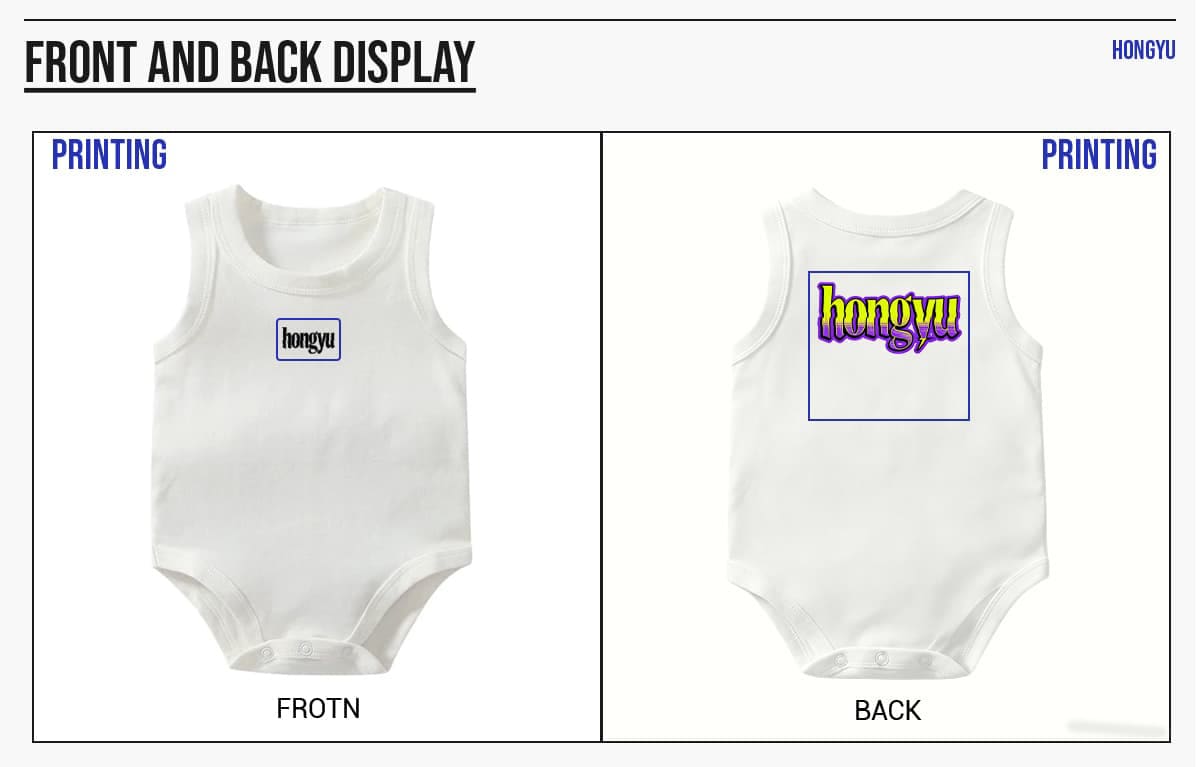 FRONT AND BACK DISPLAY
HONGYU
PRINTING
PRINTING
hongyu
hongyu
FROTN
BACK